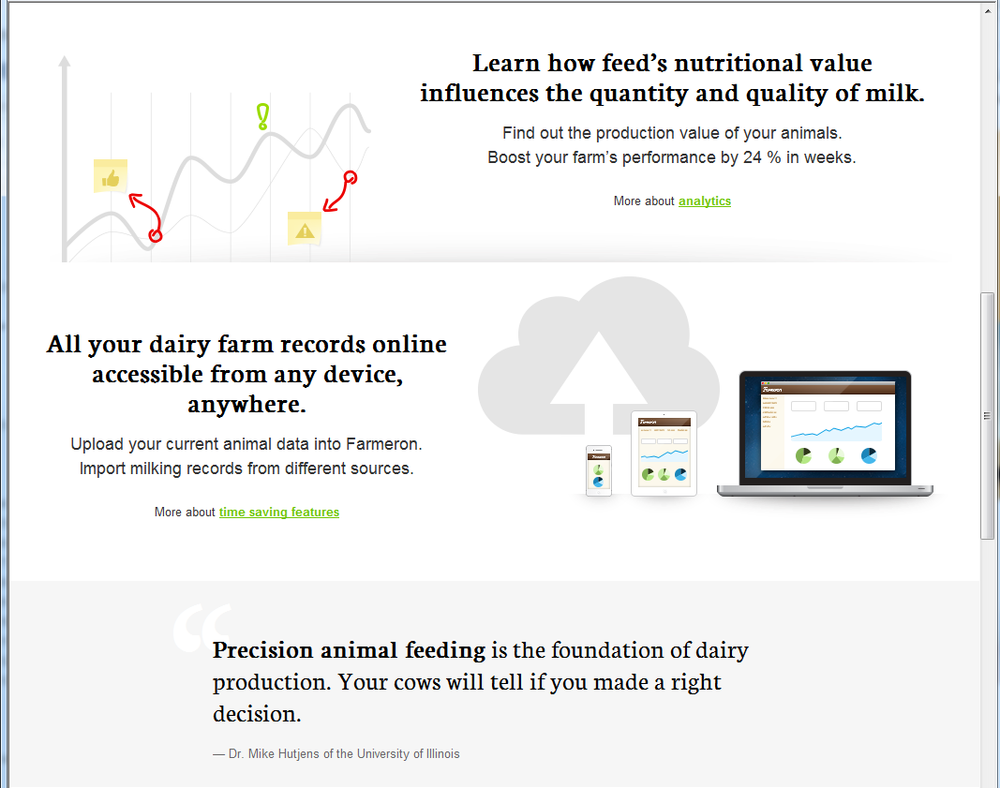 Learn how feed’s nutritional value
influences the quantity and quality of milk.
Find out the production value of your animals.
Boost your farm’s performance by 24 % in weeks.
More about analytics
All your dairy farm records online
accessible from any device,
anywhere.
Upload your current animal data into Farmeron.
Import milking records from different sources.
More about time saving features
Farmeron
Farmeron
“
Precision animal feeding is the foundation of dairy
production. Your cows will tell if you made a right
decision.
— Dr. Mike Hutjens of the University of Illinois